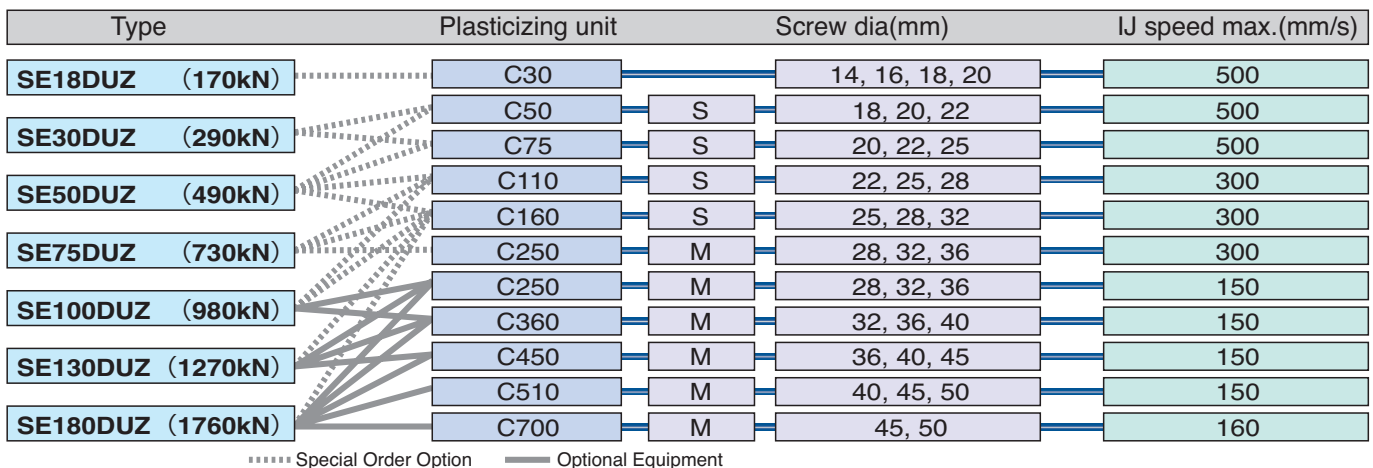 Type Plasticizing unit Screw dia(mm) IJ speed max.(mm/s)
SE18DUZ （170kN） C30 14, 16, 18, 20 500
C50 S 18, 20, 22 500
SE30DUZ （290kN）
C75 S 20, 22, 25 500
C110 S 22, 25, 28 300
SE50DUZ （490kN）
C160 S 25, 28, 32 300
SE75DUZ （730kN） C250 M 28, 32, 36 300
C250 M 28, 32, 36 150
SE100DUZ （980kN）
C360 M 32, 36, 40 150
SE130DUZ （1270kN） C450 M 36, 40, 45 150
C510 M 40, 45, 50 150
SE180DUZ （1760kN） C700 M 45, 50 160
Special Order Option Optional Equipment